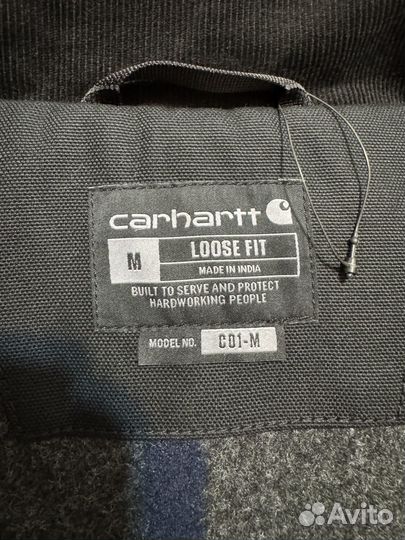 carhartt
M
LOOSE FIT
MADE IN INDIA
BUILT TO SERVE AND PROTECT
HARDWORKING PEOPLE
MODEL NO. C01-M
Avito